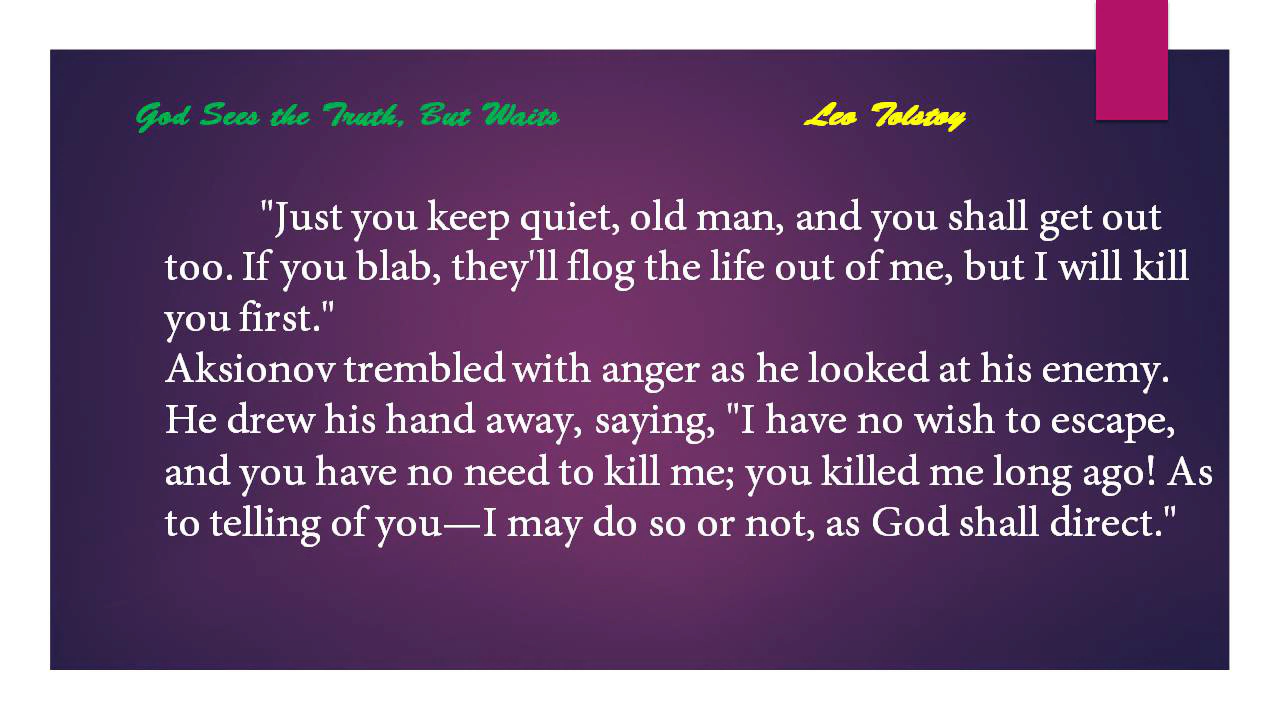 God Sees the Truth, But Waits Leo Tolstoy
"Just you keep quiet, old man, and you shall get out
too. If you blab, they'll flog the life out of me, but I will kill
you first."
Aksionov trembled with anger as he looked at his enemy.
He drew his hand away, saying, "I have no wish to escape,
and you have no need to kill me; you killed me long ago! As
to telling of you—I may do so or not, as God shall direct."